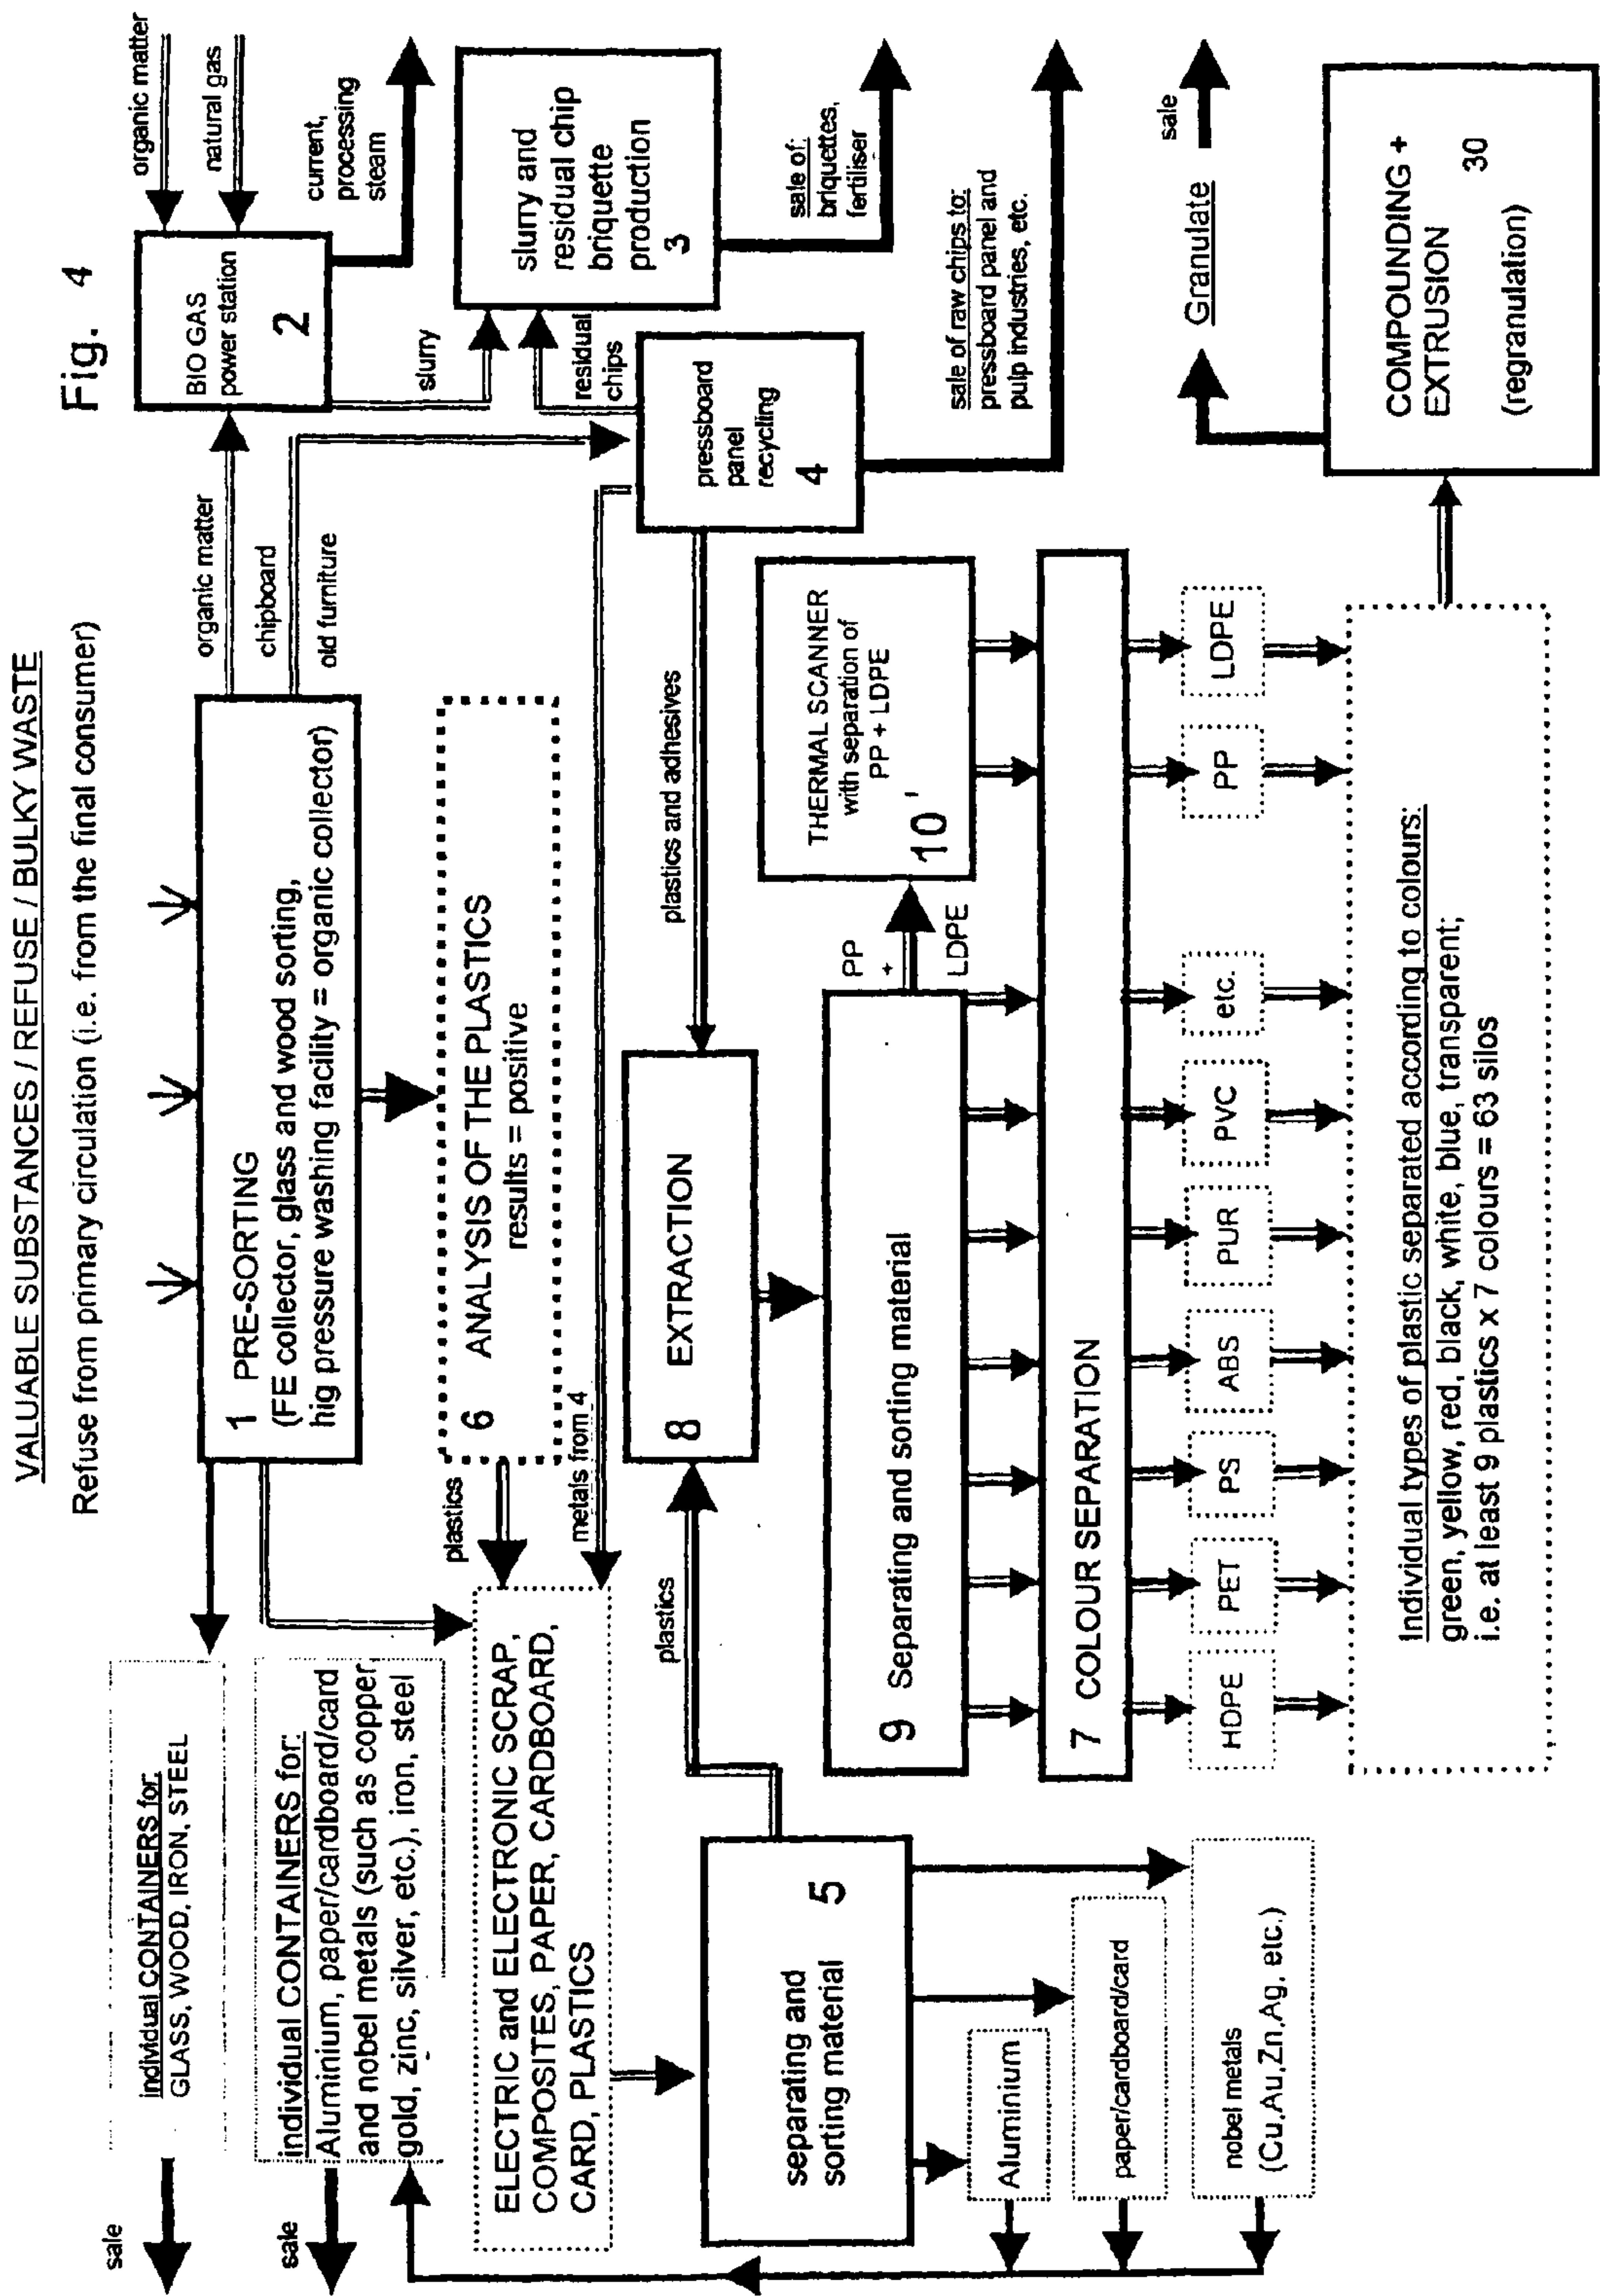 VALUABLE SUBSTANCES / REFUSE / BULKY WASTE
Fig. 4
Refuse from primary circulation (i.e. from the final consumer)
sale
individual CONTAINERS for:
GLASS, WOOD, IRON, STEEL
sale
individual CONTAINERS for:
Aluminium, paper/cardboard/card
and nobel metals (such as copper
gold, zinc, silver, etc.), iron, steel
1 PRE-SORTING
(FE collector, glass and wood sorting,
hig pressure washing facility = organic collector)
organic matter
chipboard
old furniture
BIO GAS
power station
2
organic matter
natural gas
current,
processing
steam
slurry
residual
chips
slurry and
residual chip
briquette
production
3
sale of:
briquettes,
fertiliser
plastics
6 ANALYSIS OF THE PLASTICS
results = positive
metals from 4
ELECTRIC and ELECTRONIC SCRAP,
COMPOSITES, PAPER, CARDBOARD,
CARD, PLASTICS
pressboard
panel
recycling
4
plastics and adhesives
sale of raw chips to:
pressboard panel and
pulp industries, etc.
plastics
8 EXTRACTION
separating and
sorting material 5
9 Separating and sorting material
PP
+
LDPE
THERMAL SCANNER
with separation of
PP + LDPE
10'
7 COLOUR SEPARATION
Aluminium
paper/cardboard/card
nobel metals
(Cu,Au,Zn,Ag, etc.)
HDPE
PET
PS
ABS
PUR
PVC
etc.
PP
LDPE
Granulate
sale
Individual types of plastic separated according to colours:
green, yellow, red, black, white, blue, transparent;
i.e. at least 9 plastics x 7 colours = 63 silos
COMPOUNDING +
EXTRUSION
(regranulation) 30